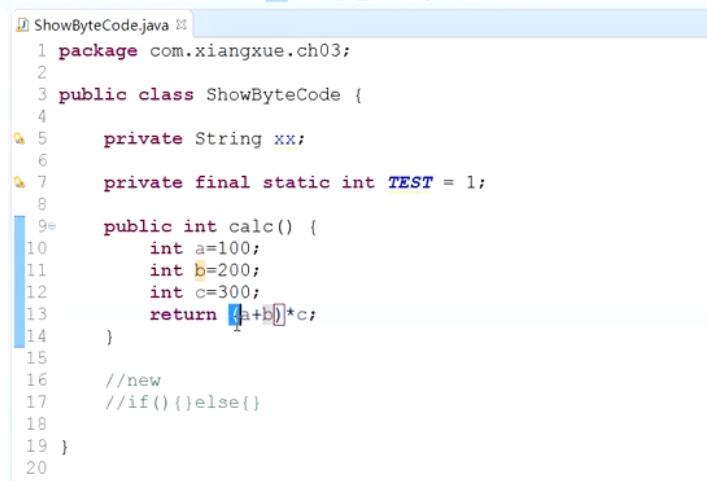 ShowByteCode.java
1 package com.xiangxue.ch03;
2
3 public class ShowByteCode {
4
5 private String xx;
6
7 private final static int TEST = 1;
8
9 public int calc() {
10 int a=100;
11 int b=200;
12 int c=300;
13 return (a+b)*c;
14 }
15
16 //new
17 //if(){}else{}
18
19 }
20